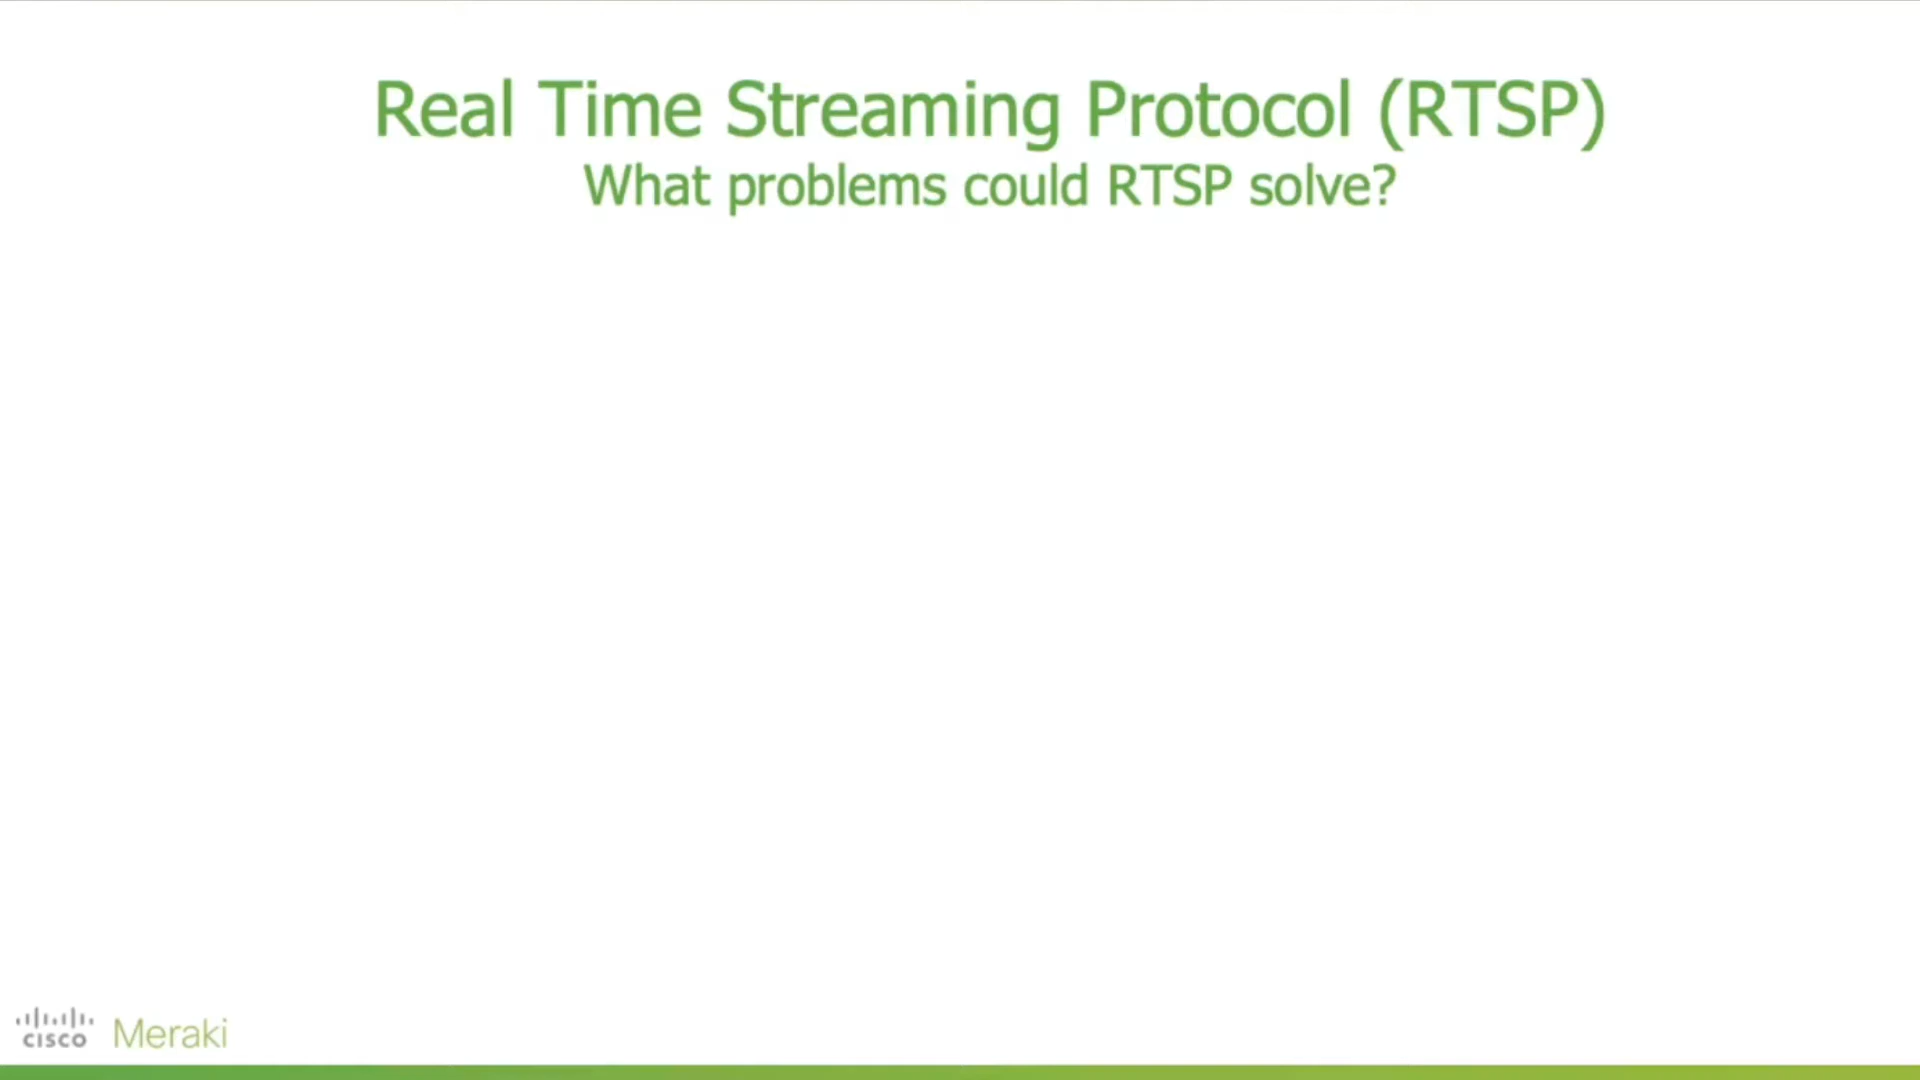 Real Time Streaming Protocol (RTSP)
What problems could RTSP solve?
cisco Meraki